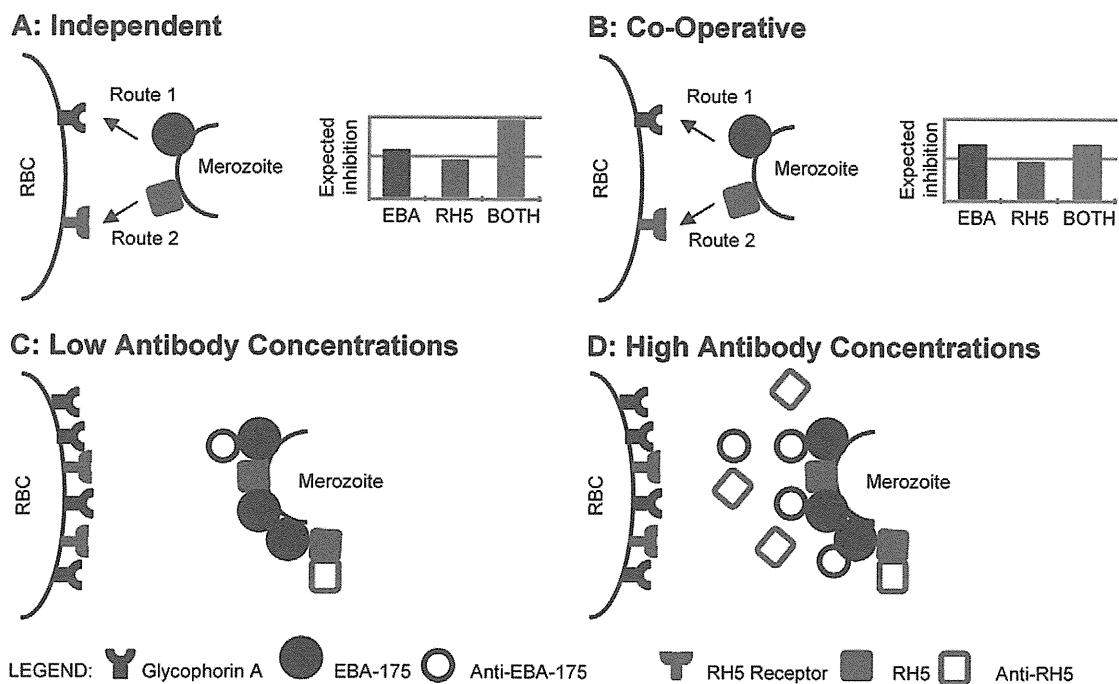 A: Independent
B: Co-Operative
RBC
Route 1
Merozoite
Route 2
Expected inhibition
EBA RH5 BOTH
RBC
Route 1
Merozoite
Route 2
Expected inhibition
EBA RH5 BOTH
C: Low Antibody Concentrations
D: High Antibody Concentrations
RBC
Merozoite
RBC
Merozoite
LEGEND: Glycophorin A EBA-175 Anti-EBA-175 RH5 Receptor RH5 Anti-RH5